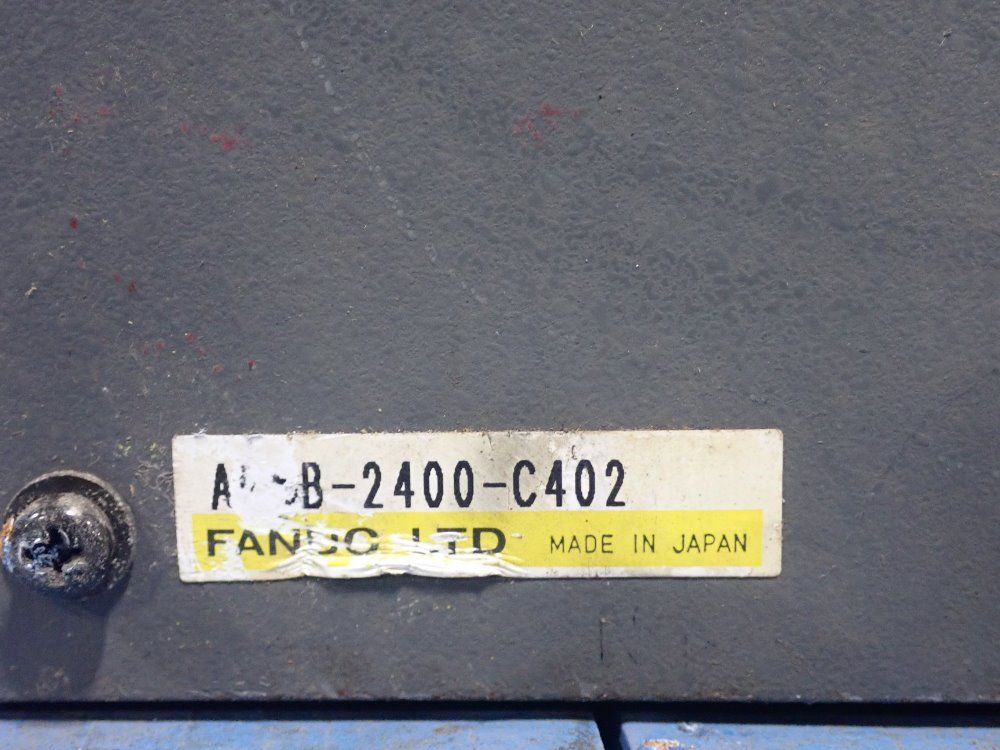 -2400-C402
FANUC LTD MADE IN JAPAN